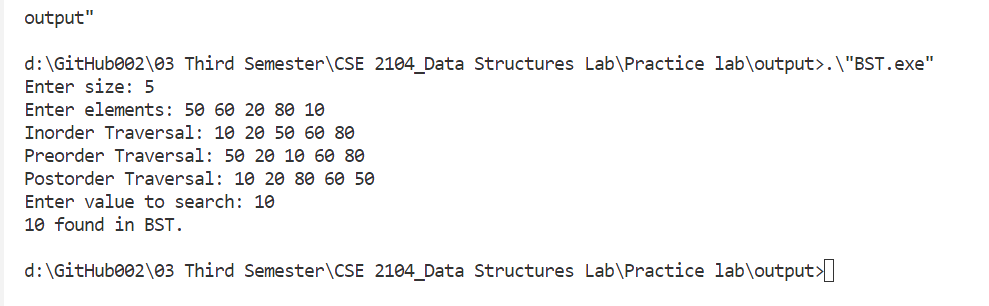 output"
d:\GitHub002\03 Third Semester\CSE 2104_Data Structures Lab\Practice lab\output>.\"BST.exe"
Enter size: 5
Enter elements: 50 60 20 80 10
Inorder Traversal: 10 20 50 60 80
Preorder Traversal: 50 20 10 60 80
Postorder Traversal: 10 20 80 60 50
Enter value to search: 10
10 found in BST.
d:\GitHub002\03 Third Semester\CSE 2104_Data Structures Lab\Practice lab\output>